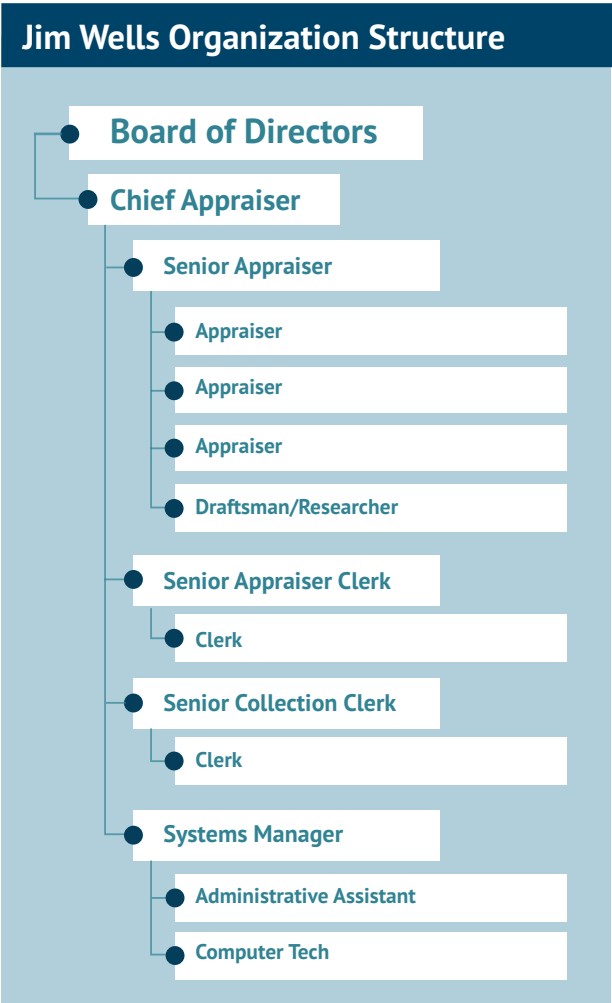 Jim Wells Organization Structure
Board of Directors
Chief Appraiser
Senior Appraiser
Appraiser
Appraiser
Appraiser
Draftsman/Researcher
Senior Appraiser Clerk
Clerk
Senior Collection Clerk
Clerk
Systems Manager
Administrative Assistant
Computer Tech